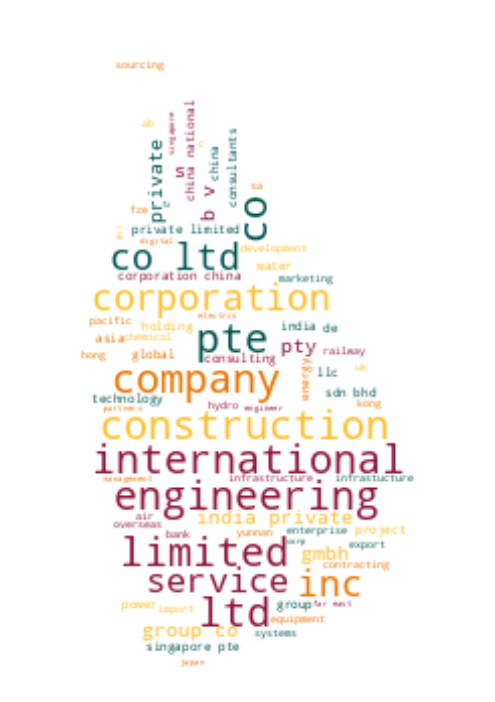 sourcing
ab
singapore
china national
private
s
china
consultants
c
b v
sa
co
fze
private limited
digital
co ltd
development
water
corporation china
marketing
corporation
electric
pacific
holding
pte
india
de
asia
chemical
pty
hong
global
consulting
railway
company
energy
llc
uk
technology
sdn bhd
partners
hydro
engineer
kong
construction
international
management
infrastructure
infrastucture
engineering
air
india private
overseas
bank
yunnan
enterprise
project
limited
corp
export
gmbh
contracting
service
inc
power
import
ltd
group
far east
equipment
group co
systems
singapore pte
japan